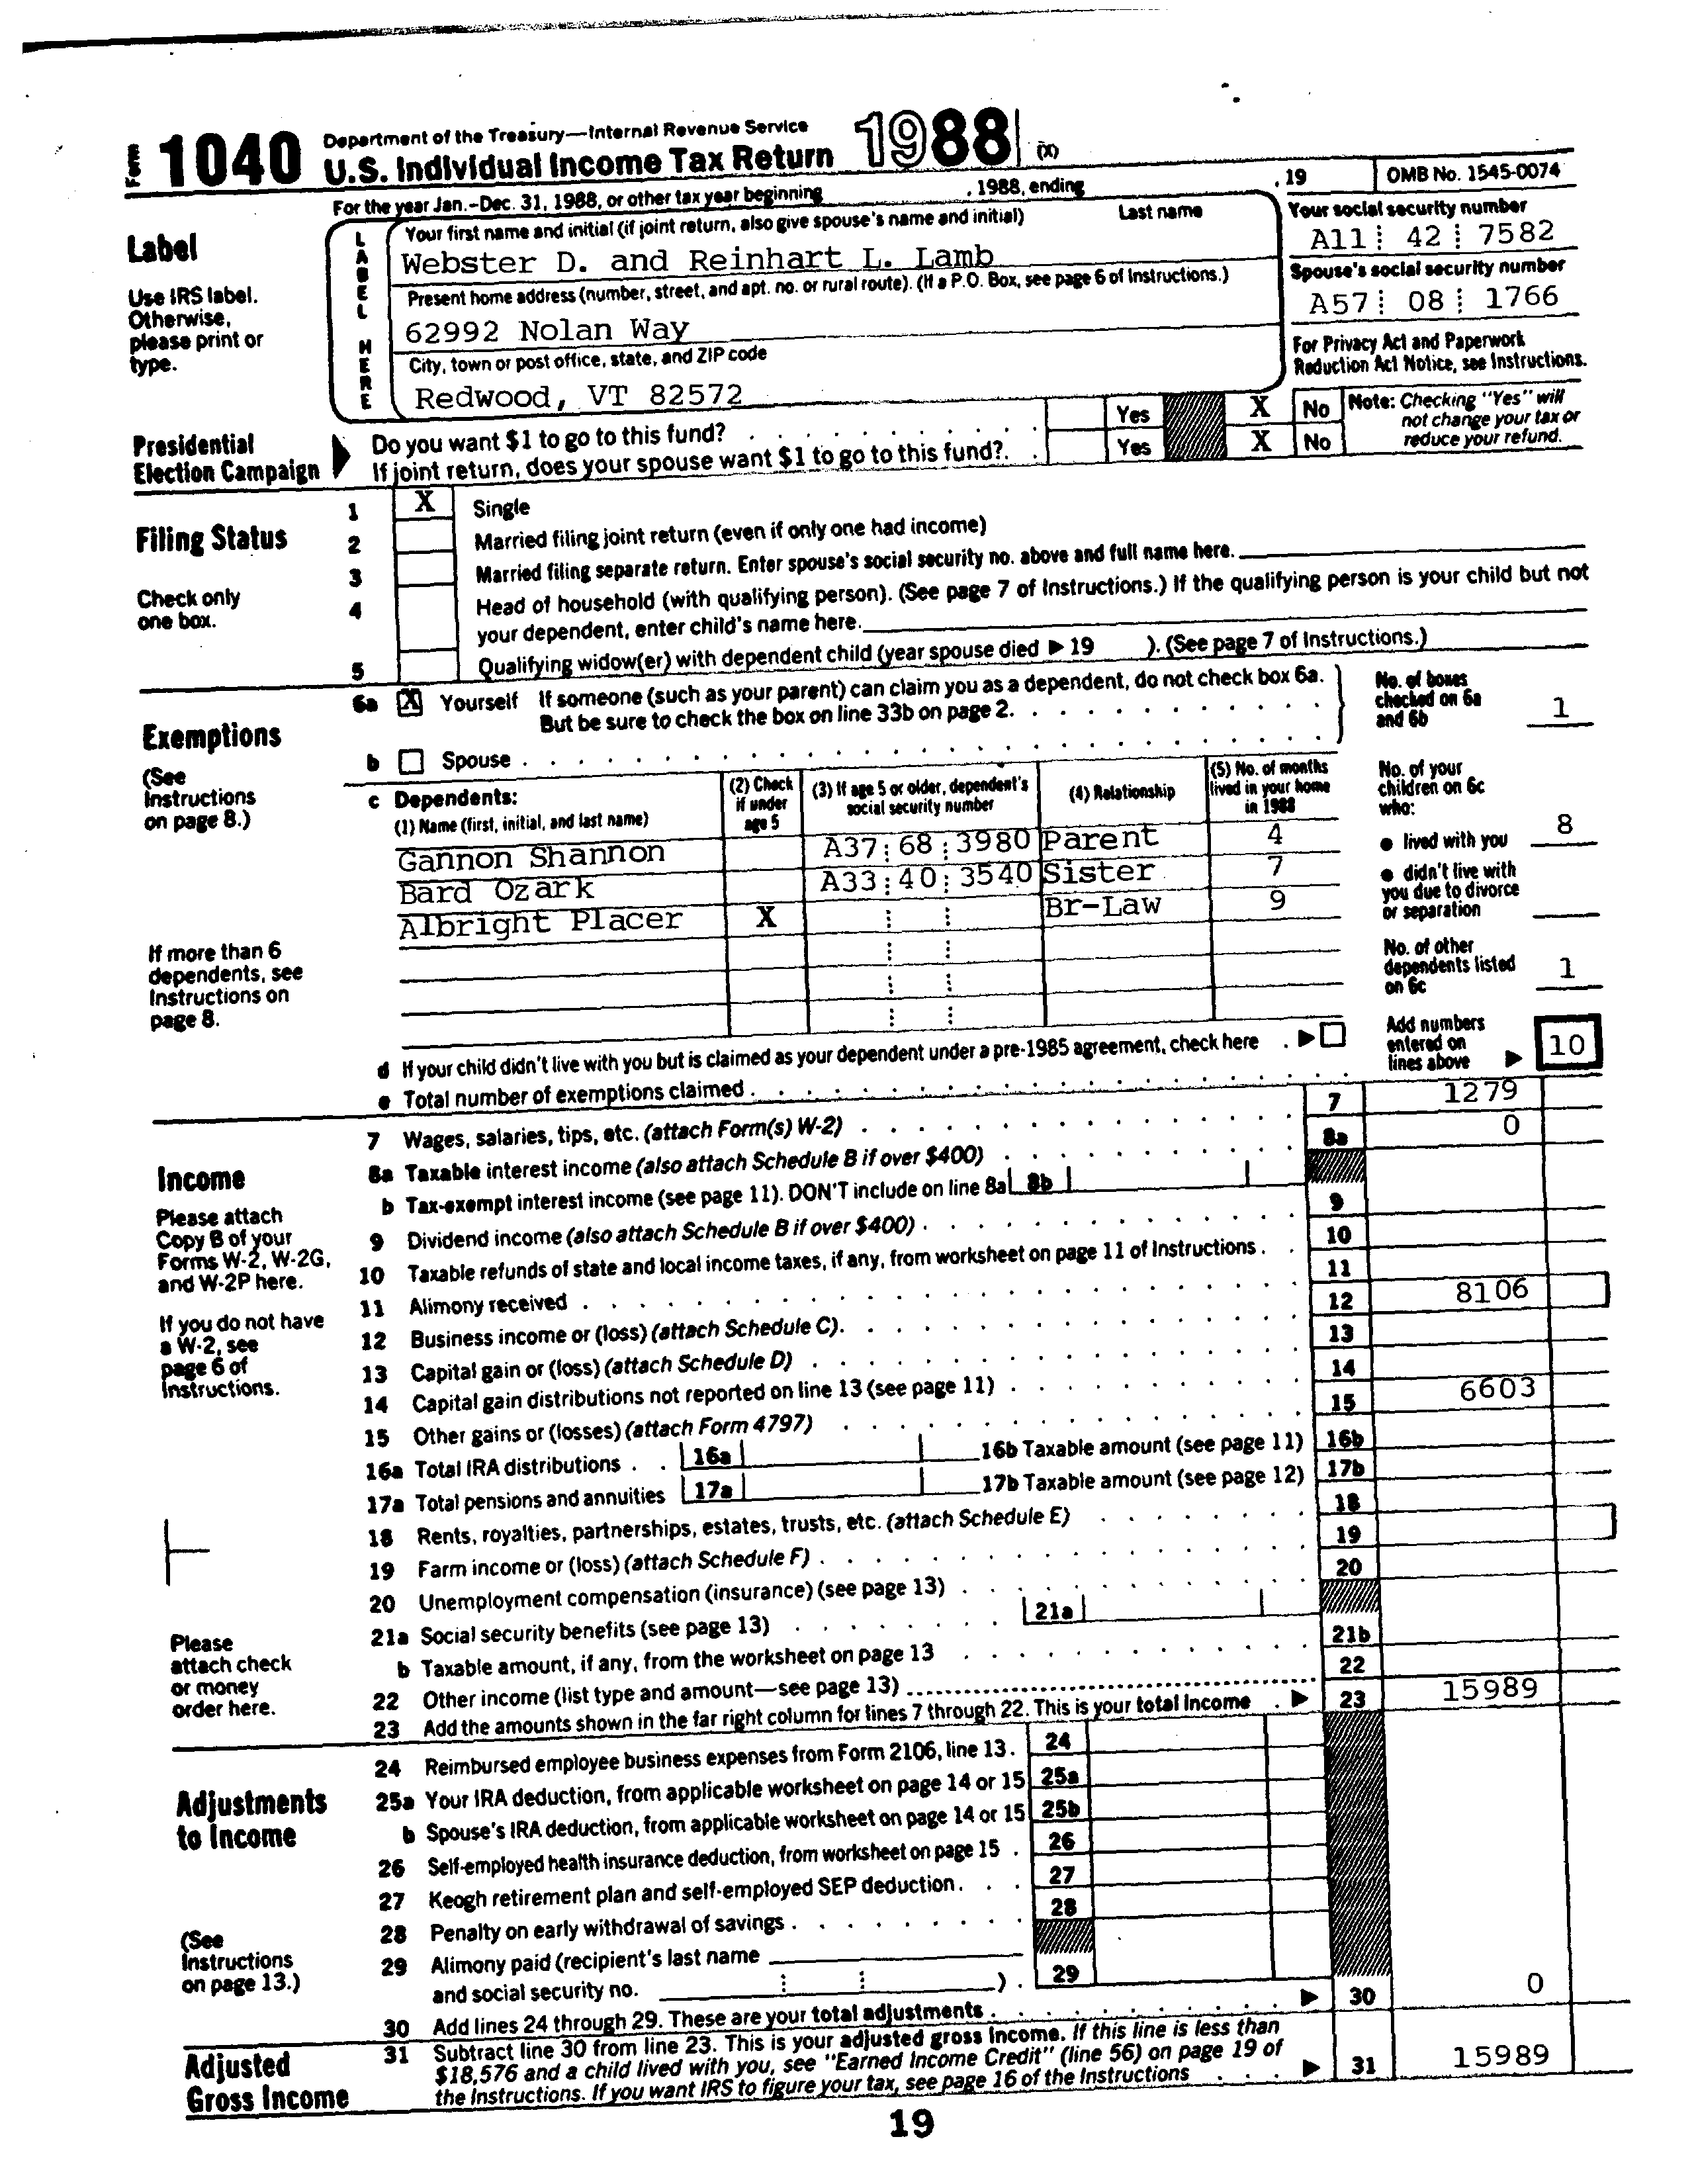 Form 1040 Department of the Treasury—Internal Revenue Service
U.S. Individual Income Tax Return 1988 (X)
For the year Jan.-Dec. 31, 1988, or other tax year beginning , 1988, ending , 19 OMB No. 1545-0074
Label
Use IRS label.
Otherwise,
please print or
type.
LABEL HERE
Your first name and initial (if joint return, also give spouse's name and initial) Last name
Webster D. and Reinhart L. Lamb
Your social security number
A11 42 7582
Present home address (number, street, and apt. no. or rural route). (If a P.O. Box, see page 6 of Instructions.)
62992 Nolan Way
Spouse's social security number
A57 08 1766
City, town or post office, state, and ZIP code
Redwood, VT 82572
For Privacy Act and Paperwork
Reduction Act Notice, see Instructions.
Presidential
Election Campaign
Do you want $1 to go to this fund? Yes X No
If joint return, does your spouse want $1 to go to this fund?. Yes X No
Note: Checking "Yes" will
not change your tax or
reduce your refund.
Filing Status
Check only
one box.
1 X Single
2 Married filing joint return (even if only one had income)
3 Married filing separate return. Enter spouse's social security no. above and full name here.
4 Head of household (with qualifying person). (See page 7 of Instructions.) If the qualifying person is your child but not
your dependent, enter child's name here.
5 Qualifying widow(er) with dependent child (year spouse died ▶ 19 ). (See page 7 of Instructions.)
Exemptions
(See
Instructions
on page 8.)
6a X Yourself If someone (such as your parent) can claim you as a dependent, do not check box 6a.
But be sure to check the box on line 33b on page 2.
b Spouse
No. of boxes
checked on 6a
and 6b 1
c Dependents:
(1) Name (first, initial, and last name)
(2) Check
if under
age 5
(3) If age 5 or older, dependent's
social security number
(4) Relationship
(5) No. of months
lived in your home
in 1988
Gannon Shannon A37 68 3980 Parent 4
Bard Ozark A33 40 3540 Sister 7
Albright Placer X Br-Law 9
If more than 6
dependents, see
Instructions on
page 8.
No. of your
children on 6c
who:
● lived with you 8
● didn't live with
you due to divorce
or separation
No. of other
dependents listed
on 6c 1
d If your child didn't live with you but is claimed as your dependent under a pre-1985 agreement, check here ▶
e Total number of exemptions claimed
Add numbers
entered on
lines above ▶ 10
Income
Please attach
Copy B of your
Forms W-2, W-2G,
and W-2P here.
If you do not have
a W-2, see
page 6 of
Instructions.
Please
attach check
or money
order here.
7 Wages, salaries, tips, etc. (attach Form(s) W-2) 7 1279
8a Taxable interest income (also attach Schedule B if over $400) 8a 0
b Tax-exempt interest income (see page 11). DON'T include on line 8a 8b
9 Dividend income (also attach Schedule B if over $400) 9
10 Taxable refunds of state and local income taxes, if any, from worksheet on page 11 of Instructions 10
11 Alimony received 11
12 Business income or (loss) (attach Schedule C). 12 8106
13 Capital gain or (loss) (attach Schedule D) 13
14 Capital gain distributions not reported on line 13 (see page 11) 14
15 Other gains or (losses) (attach Form 4797) 15 6603
16a Total IRA distributions 16a 16b Taxable amount (see page 11) 16b
17a Total pensions and annuities 17a 17b Taxable amount (see page 12) 17b
18 Rents, royalties, partnerships, estates, trusts, etc. (attach Schedule E) 18
19 Farm income or (loss) (attach Schedule F) 19
20 Unemployment compensation (insurance) (see page 13) 20
21a Social security benefits (see page 13) 21a
b Taxable amount, if any, from the worksheet on page 13 21b
22 Other income (list type and amount—see page 13) 22
23 Add the amounts shown in the far right column for lines 7 through 22. This is your total income ▶ 23 15989
Adjustments
to Income
(See
Instructions
on page 13.)
24 Reimbursed employee business expenses from Form 2106, line 13. 24
25a Your IRA deduction, from applicable worksheet on page 14 or 15 25a
b Spouse's IRA deduction, from applicable worksheet on page 14 or 15 25b
26 Self-employed health insurance deduction, from worksheet on page 15 26
27 Keogh retirement plan and self-employed SEP deduction 27
28 Penalty on early withdrawal of savings 28
29 Alimony paid (recipient's last name
and social security no. ) 29
30 Add lines 24 through 29. These are your total adjustments ▶ 30 0
Adjusted
Gross Income
31 Subtract line 30 from line 23. This is your adjusted gross income. If this line is less than
$18,576 and a child lived with you, see "Earned Income Credit" (line 56) on page 19 of
the Instructions. If you want IRS to figure your tax, see page 16 of the Instructions ▶ 31 15989
19